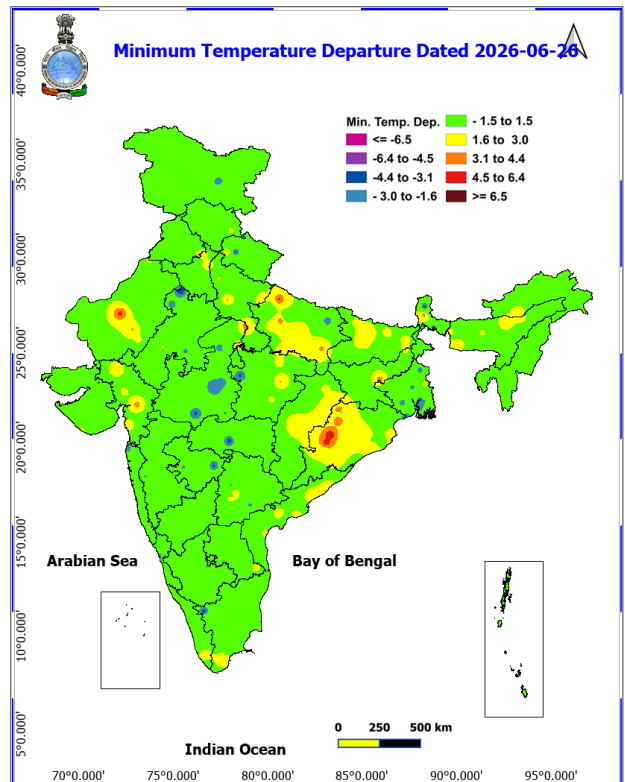 Minimum Temperature Departure Dated 2026-06-26
Min. Temp. Dep.
<= -6.5
-6.4 to -4.5
-4.4 to -3.1
- 3.0 to -1.6
- 1.5 to 1.5
1.6 to 3.0
3.1 to 4.4
4.5 to 6.4
>= 6.5
40°0.000'
35°0.000'
30°0.000'
25°0.000'
20°0.000'
15°0.000'
10°0.000'
5°0.000'
Arabian Sea
Bay of Bengal
Indian Ocean
0 250 500 km
70°0.000' 75°0.000' 80°0.000' 85°0.000' 90°0.000' 95°0.000'